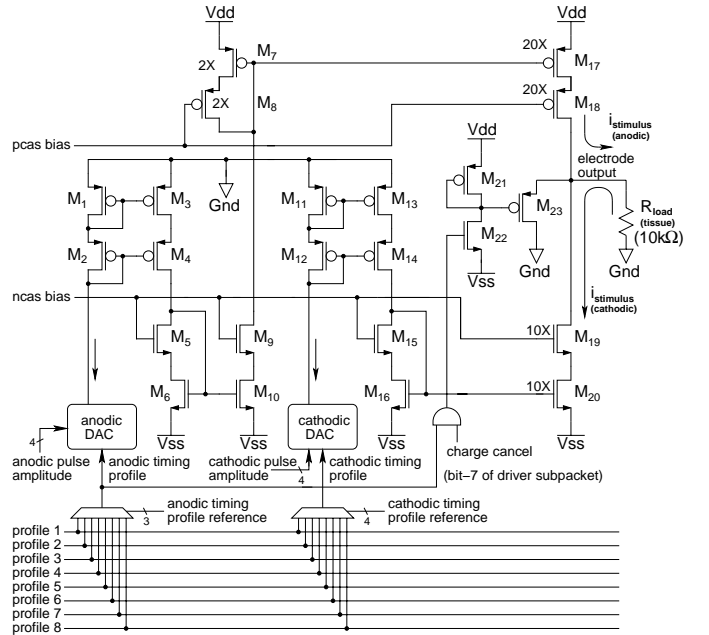 Vdd
Vdd
M7
20X
M17
2X
2X
M8
20X
M18
istimulus
(anodic)
pcas bias
Vdd
electrode
output
M1
M3
Gnd
M11
M13
M21
M23
Rload
(tissue)
(10kΩ)
M2
M4
M12
M14
M22
Gnd
Gnd
Vss
ncas bias
istimulus
(cathodic)
M5
M9
M15
10X
M19
M6
M10
M16
10X
M20
anodic
DAC
cathodic
DAC
4
Vss
Vss
Vss
anodic pulse
amplitude
anodic timing
profile
cathodic pulse
amplitude
4
cathodic timing
profile
charge cancel
(bit–7 of driver subpacket)
3
anodic timing
profile reference
4
cathodic timing
profile reference
profile 1
profile 2
profile 3
profile 4
profile 5
profile 6
profile 7
profile 8